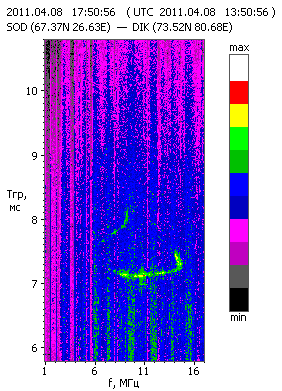 2011.04.08 17:50:56 (UTC 2011.04.08 13:50:56)
SOD (67.37N 26.63E) — DIK (73.52N 80.68E)
max
10
9
Тгр,
мс
8
7
6
min
1 6 11 16
f, МГц